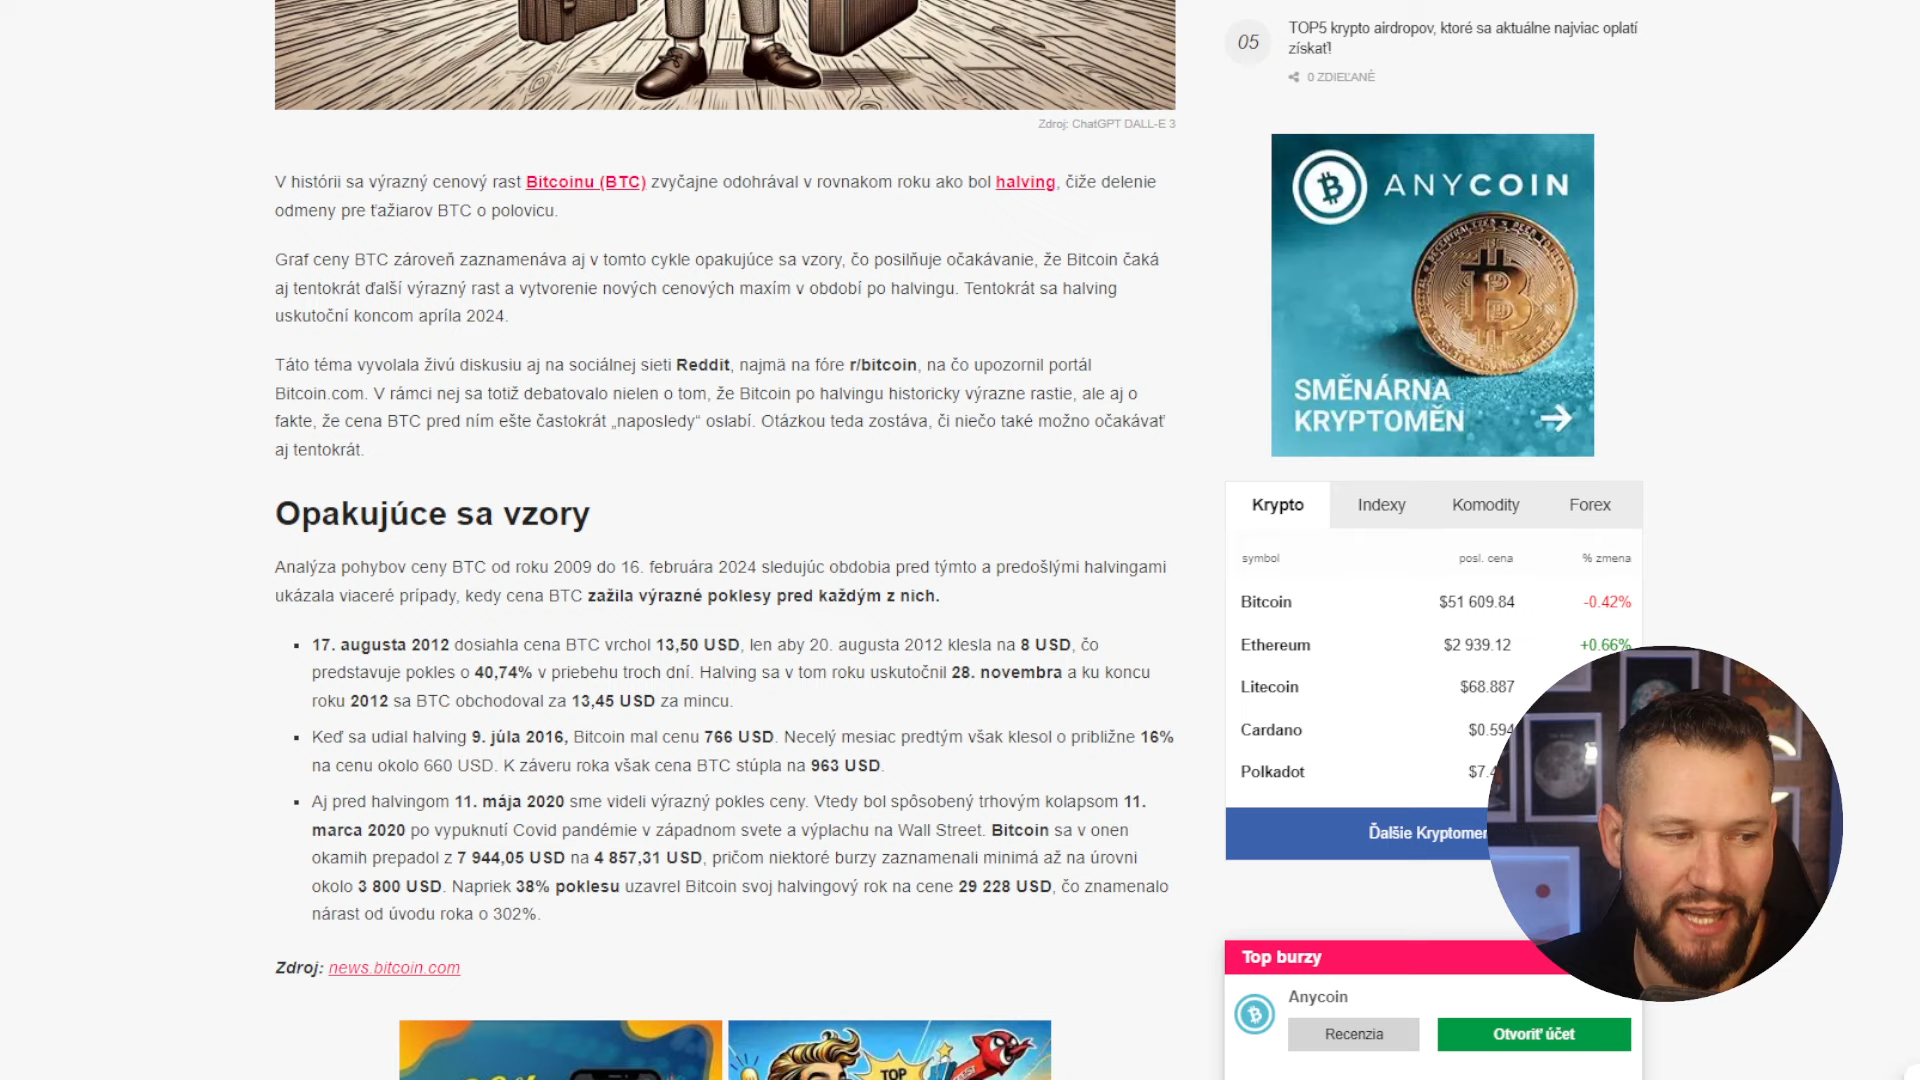 Zdroj: ChatGPT DALL-E 3
V histórii sa výrazný cenový rast Bitcoinu (BTC) zvyčajne odohrával v rovnakom roku ako bol halving, čiže delenie
odmeny pre ťažiarov BTC o polovicu.
Graf ceny BTC zároveň zaznamenáva aj v tomto cykle opakujúce sa vzory, čo posilňuje očakávanie, že Bitcoin čaká
aj tentokrát ďalší výrazný rast a vytvorenie nových cenových maxím v období po halvingu. Tentokrát sa halving
uskutoční koncom apríla 2024.
Táto téma vyvolala živú diskusiu aj na sociálnej sieti Reddit, najmä na fóre r/bitcoin, na čo upozornil portál
Bitcoin.com. V rámci nej sa totiž debatovalo nielen o tom, že Bitcoin po halvingu historicky výrazne rastie, ale aj o
fakte, že cena BTC pred ním ešte častokrát „naposledy“ oslabí. Otázkou teda zostáva, či niečo také možno očakávať
aj tentokrát.
Opakujúce sa vzory
Analýza pohybov ceny BTC od roku 2009 do 16. februára 2024 sledujúc obdobia pred týmto a predošlými halvingami
ukázala viaceré prípady, kedy cena BTC zažila výrazné poklesy pred každým z nich.
▪ 17. augusta 2012 dosiahla cena BTC vrchol 13,50 USD, len aby 20. augusta 2012 klesla na 8 USD, čo
predstavuje pokles o 40,74% v priebehu troch dní. Halving sa v tom roku uskutočnil 28. novembra a ku koncu
roku 2012 sa BTC obchodoval za 13,45 USD za mincu.
▪ Keď sa udial halving 9. júla 2016, Bitcoin mal cenu 766 USD. Necelý mesiac predtým však klesol o približne 16%
na cenu okolo 660 USD. K záveru roka však cena BTC stúpla na 963 USD.
▪ Aj pred halvingom 11. mája 2020 sme videli výrazný pokles ceny. Vtedy bol spôsobený trhovým kolapsom 11.
marca 2020 po vypuknutí Covid pandémie v západnom svete a výplachu na Wall Street. Bitcoin sa v onen
okamih prepadol z 7 944,05 USD na 4 857,31 USD, pričom niektoré burzy zaznamenali minimá až na úrovni
okolo 3 800 USD. Napriek 38% poklesu uzavrel Bitcoin svoj halvingový rok na cene 29 228 USD, čo znamenalo
nárast od úvodu roka o 302%.
Zdroj: news.bitcoin.com
TOP
05
TOP5 krypto airdropov, ktoré sa aktuálne najviac oplatí
získať!
0 ZDIEĽANÉ
ANYCOIN
SMĚNÁRNA
KRYPTOMĚN
Krypto Indexy Komodity Forex
symbol posl. cena % zmena
Bitcoin $51 609.84 -0.42%
Ethereum $2 939.12 +0.66%
Litecoin $68.887
Cardano $0.594
Polkadot $7.4
Ďalšie Kryptomen
Top burzy
Anycoin
Recenzia Otvoriť účet